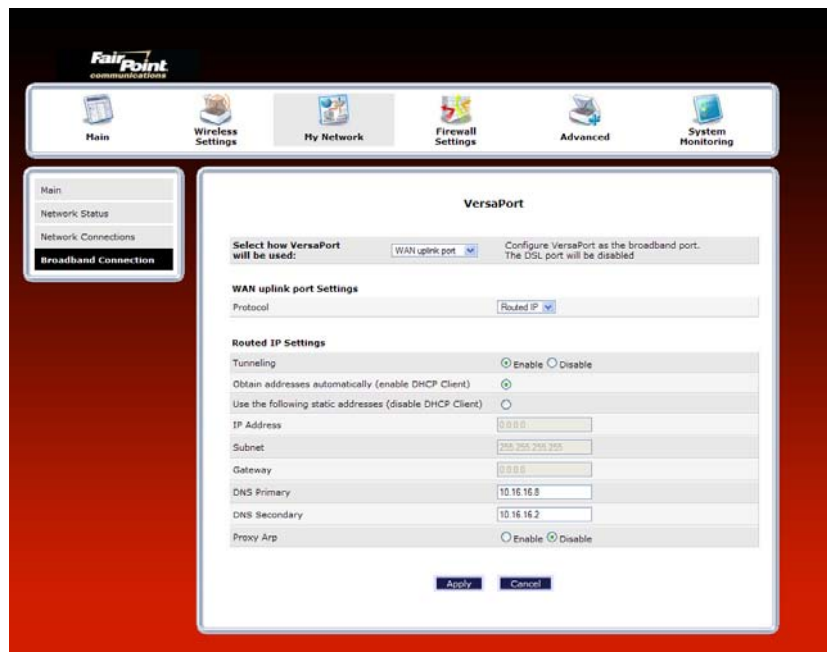 FairPoint
communications
Main
Wireless Settings
My Network
Firewall Settings
Advanced
System Monitoring
Main
Network Status
Network Connections
Broadband Connection
VersaPort
Select how VersaPort will be used:
WAN uplink port
Configure VersaPort as the broadband port.
The DSL port will be disabled
WAN uplink port Settings
Protocol Routed IP
Routed IP Settings
Tunneling Enable Disable
Obtain addresses automatically (enable DHCP Client)
Use the following static addresses (disable DHCP Client)
IP Address 0.0.0.0
Subnet 255.255.255.255
Gateway 0.0.0.0
DNS Primary 10.16.16.8
DNS Secondary 10.16.16.2
Proxy Arp Enable Disable
Apply Cancel